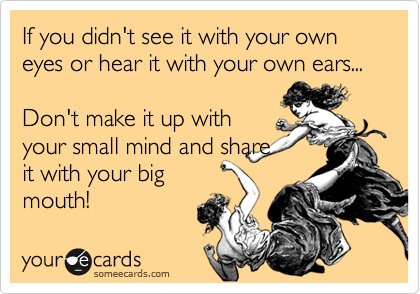 If you didn't see it with your own
eyes or hear it with your own ears...
Don't make it up with
your small mind and share
it with your big
mouth!
your e cards
someecards.com